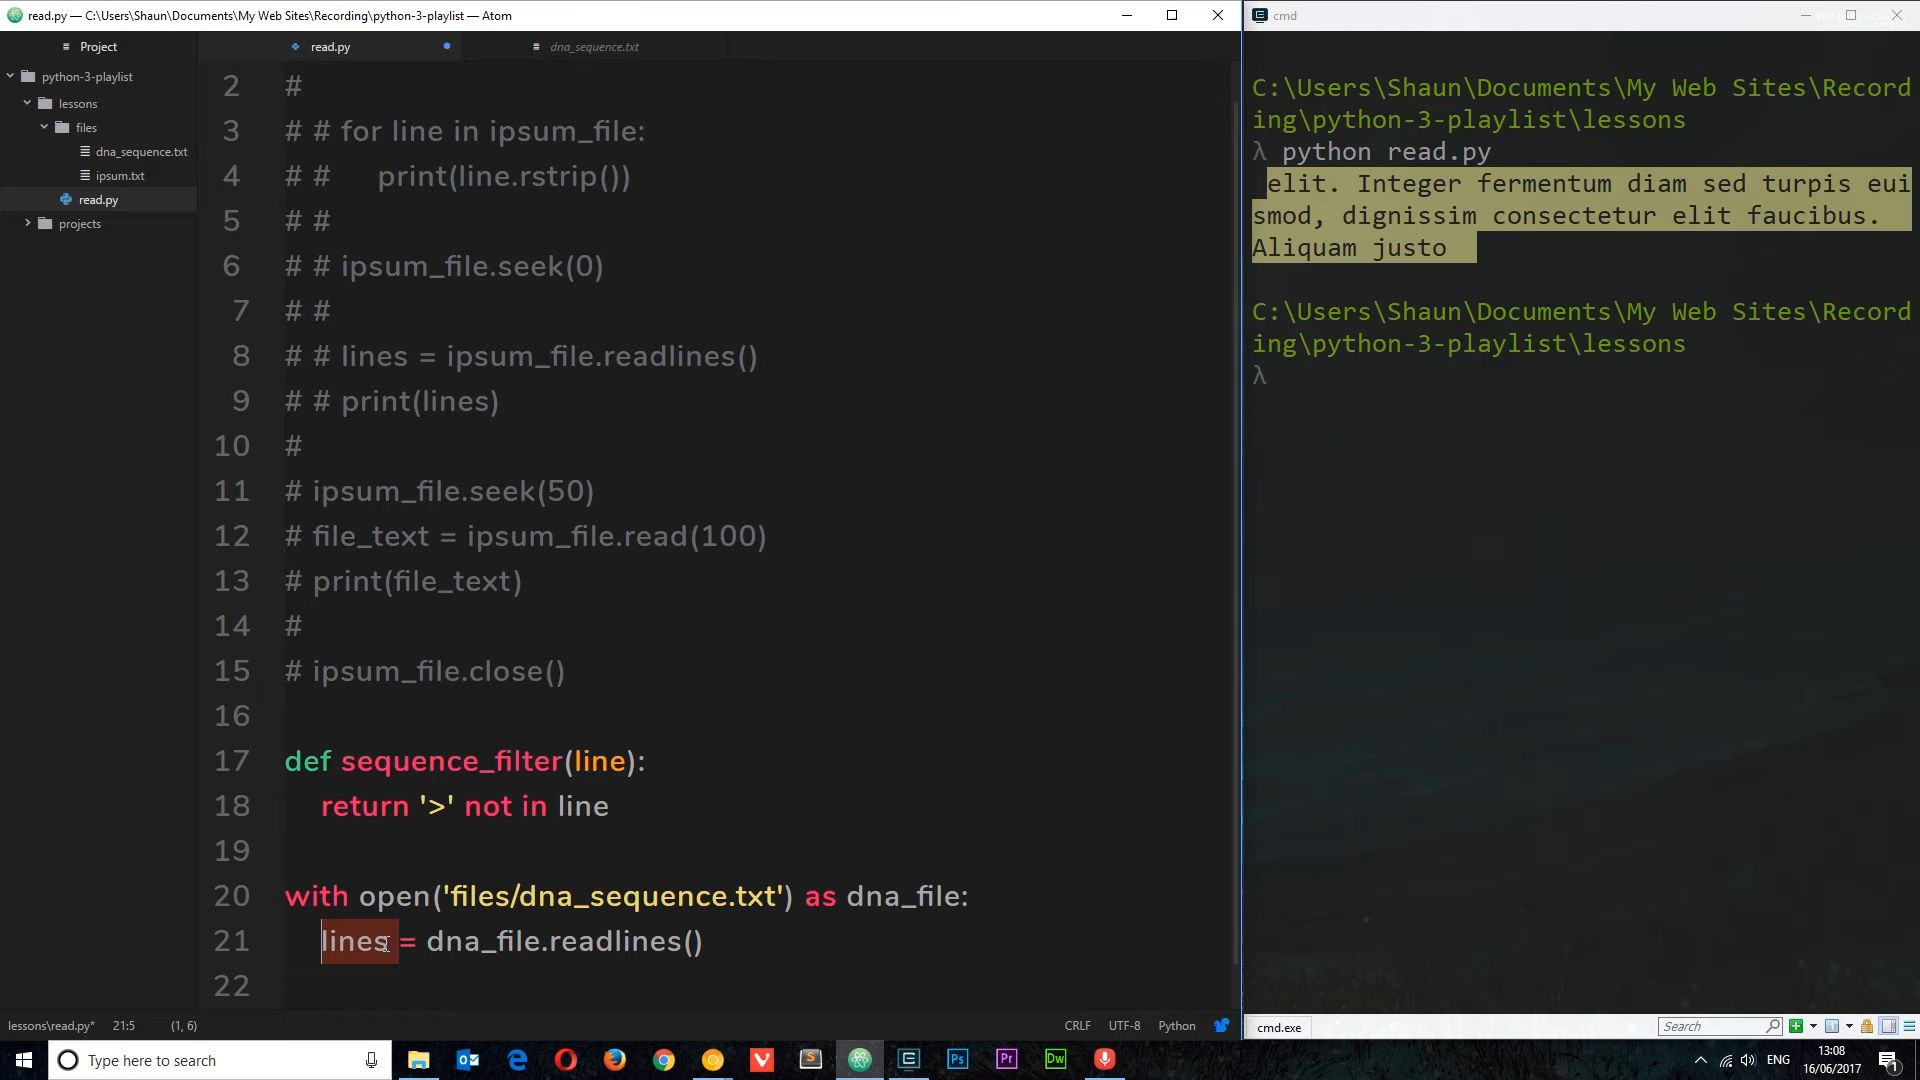 read.py — C:\Users\Shaun\Documents\My Web Sites\Recording\python-3-playlist — Atom
Project
python-3-playlist
lessons
files
dna_sequence.txt
ipsum.txt
read.py
projects
read.py
dna_sequence.txt
2 #
3 # # for line in ipsum_file:
4 # # print(line.rstrip())
5 # #
6 # # ipsum_file.seek(0)
7 # #
8 # # lines = ipsum_file.readlines()
9 # # print(lines)
10 #
11 # ipsum_file.seek(50)
12 # file_text = ipsum_file.read(100)
13 # print(file_text)
14 #
15 # ipsum_file.close()
16
17 def sequence_filter(line):
18 return '>' not in line
19
20 with open('files/dna_sequence.txt') as dna_file:
21 lines = dna_file.readlines()
22
lessons\read.py* 21:5 (1, 6) CRLF UTF-8 Python
cmd
C:\Users\Shaun\Documents\My Web Sites\Record
ing\python-3-playlist\lessons
λ python read.py
elit. Integer fermentum diam sed turpis eui
smod, dignissim consectetur elit faucibus.
Aliquam justo
C:\Users\Shaun\Documents\My Web Sites\Record
ing\python-3-playlist\lessons
λ
cmd.exe Search
Type here to search
Ps Pr Dw
ENG
13:08
16/06/2017
1